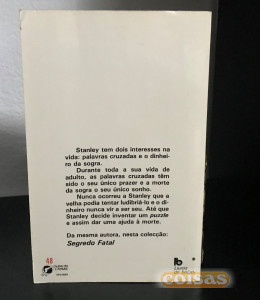 Stanley tem dois interesses na
vida: palavras cruzadas e o dinhei-
ro da sogra.
Durante toda a sua vida de
adulto, as palavras cruzadas têm
sido o seu único prazer e a morte
da sogra o seu único sonho.
Nunca ocorreu a Stanley que a
velha podia tentar ludibriá-lo e o di-
nheiro nunca vir a ser seu. Até que
Stanley decide inventar um puzzle
e assim dar uma ajuda à morte.
Da mesma autora, nesta colecção:
Segredo Fatal
48
coisas